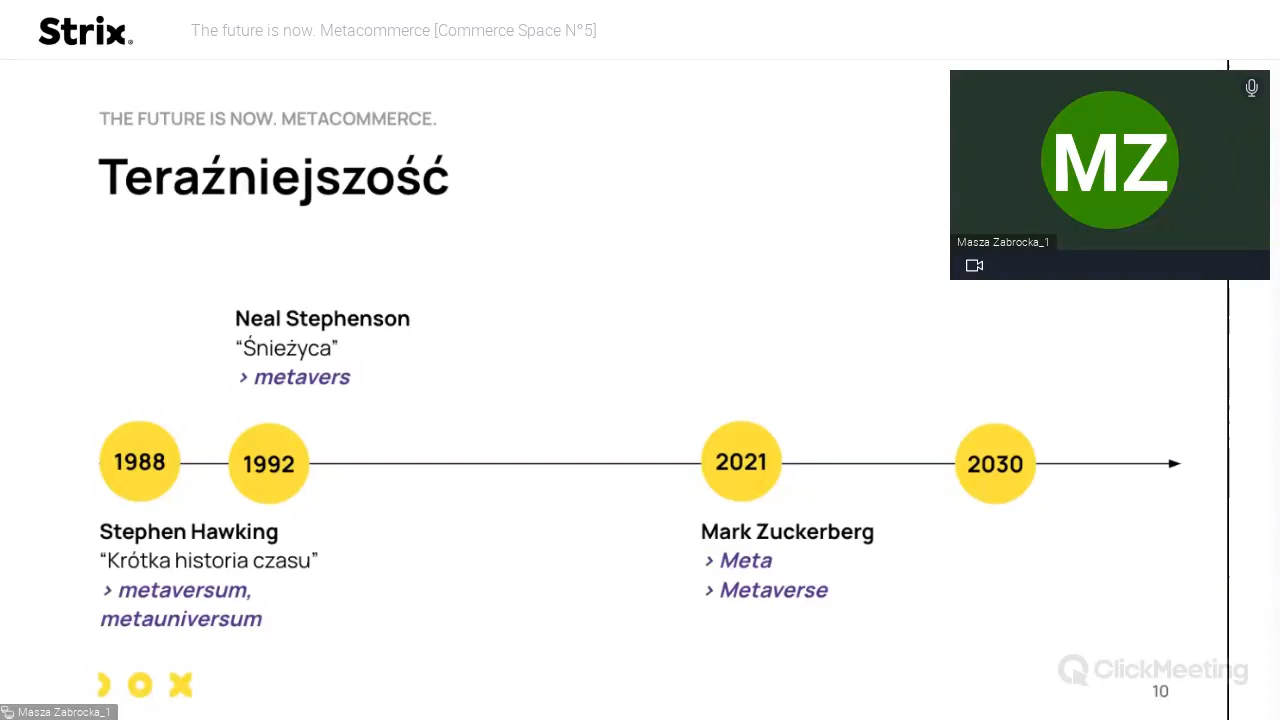 Strix®
The future is now. Metacommerce [Commerce Space N°5]
THE FUTURE IS NOW. METACOMMERCE.
Teraźniejszość
MZ
Masza Zabrocka_1
Neal Stephenson
“Śnieżyca”
› metavers
1988
1992
2021
2030
Stephen Hawking
“Krótka historia czasu”
› metaversum,
metauniversum
Mark Zuckerberg
› Meta
› Metaverse
ClickMeeting
10
Masza Zabrocka_1